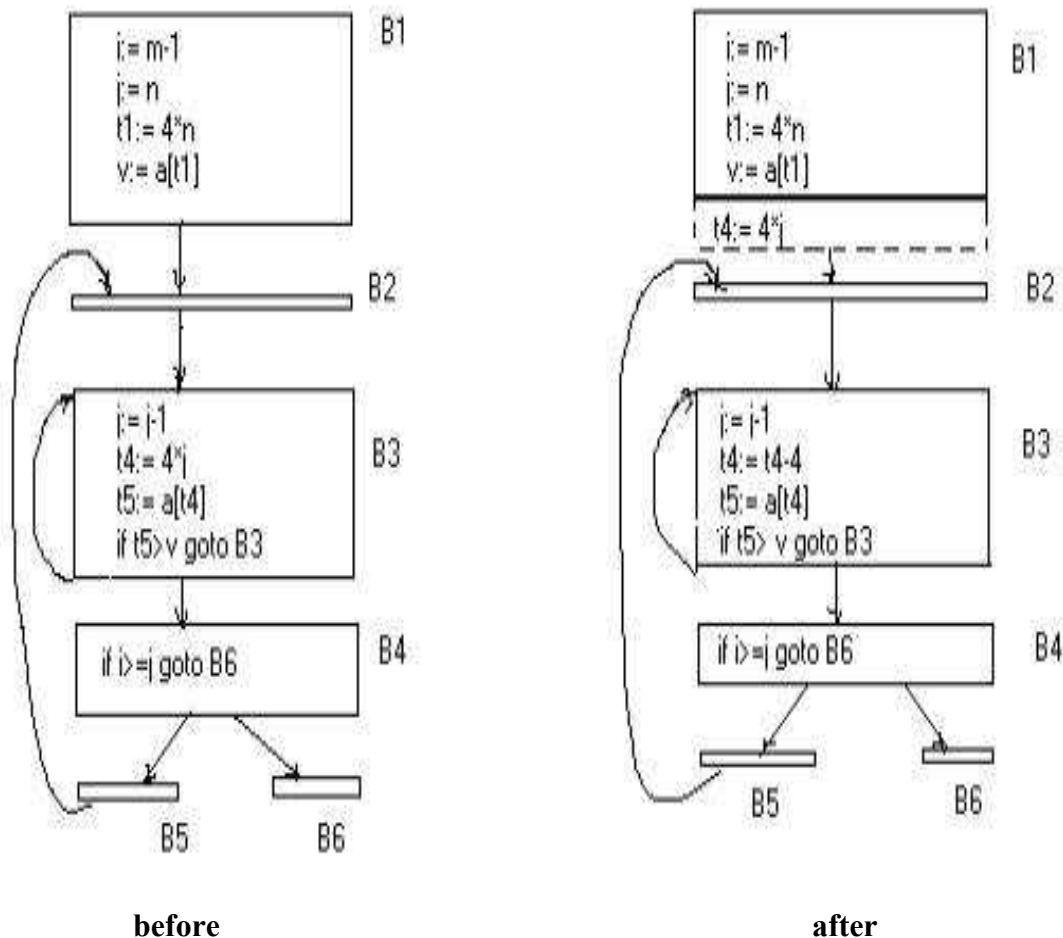 B1
i:= m-1
j:= n
t1:= 4*n
v:= a[t1]
B2
j:= j-1
t4:= 4*j
t5:= a[t4]
if t5>v goto B3
B3
if i>=j goto B6
B4
B5
B6
before
B1
i:= m-1
j:= n
t1:= 4*n
v:= a[t1]
t4:= 4*j
B2
j:= j-1
t4:= t4-4
t5:= a[t4]
if t5> v goto B3
B3
if i>=j goto B6
B4
B5
B6
after